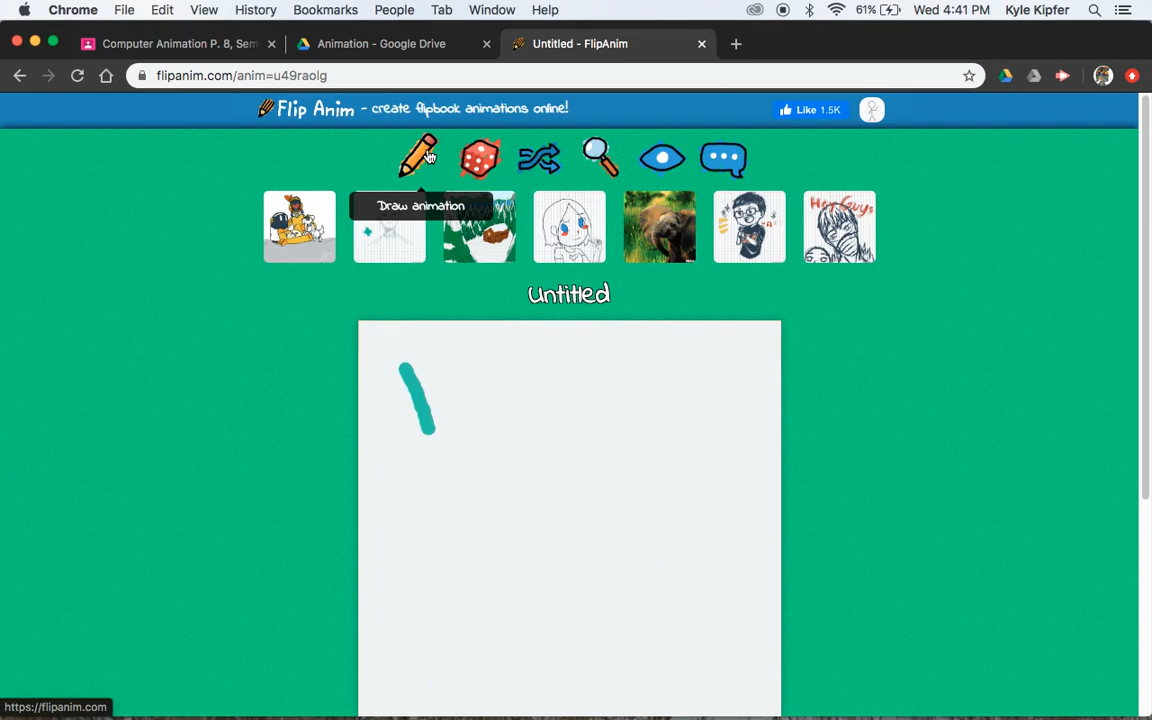 Chrome File Edit View History Bookmarks People Tab Window Help 61% Wed 4:41 PM Kyle Kipfer
Computer Animation P. 8, Sem
Animation - Google Drive
Untitled - FlipAnim
flipanim.com/anim=u49raolg
Flip Anim - create flipbook animations online!
Like 1.5K
Draw animation
Hey Guys
Untitled
https://flipanim.com